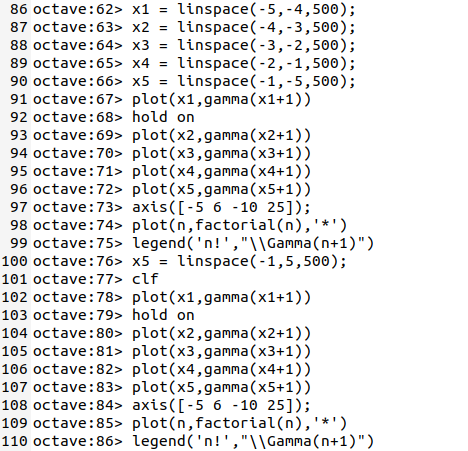 86 octave:62> x1 = linspace(-5,-4,500);
87 octave:63> x2 = linspace(-4,-3,500);
88 octave:64> x3 = linspace(-3,-2,500);
89 octave:65> x4 = linspace(-2,-1,500);
90 octave:66> x5 = linspace(-1,-5,500);
91 octave:67> plot(x1,gamma(x1+1))
92 octave:68> hold on
93 octave:69> plot(x2,gamma(x2+1))
94 octave:70> plot(x3,gamma(x3+1))
95 octave:71> plot(x4,gamma(x4+1))
96 octave:72> plot(x5,gamma(x5+1))
97 octave:73> axis([-5 6 -10 25]);
98 octave:74> plot(n,factorial(n),'*')
99 octave:75> legend('n!',"\\Gamma(n+1)")
100 octave:76> x5 = linspace(-1,5,500);
101 octave:77> clf
102 octave:78> plot(x1,gamma(x1+1))
103 octave:79> hold on
104 octave:80> plot(x2,gamma(x2+1))
105 octave:81> plot(x3,gamma(x3+1))
106 octave:82> plot(x4,gamma(x4+1))
107 octave:83> plot(x5,gamma(x5+1))
108 octave:84> axis([-5 6 -10 25]);
109 octave:85> plot(n,factorial(n),'*')
110 octave:86> legend('n!',"\\Gamma(n+1)")